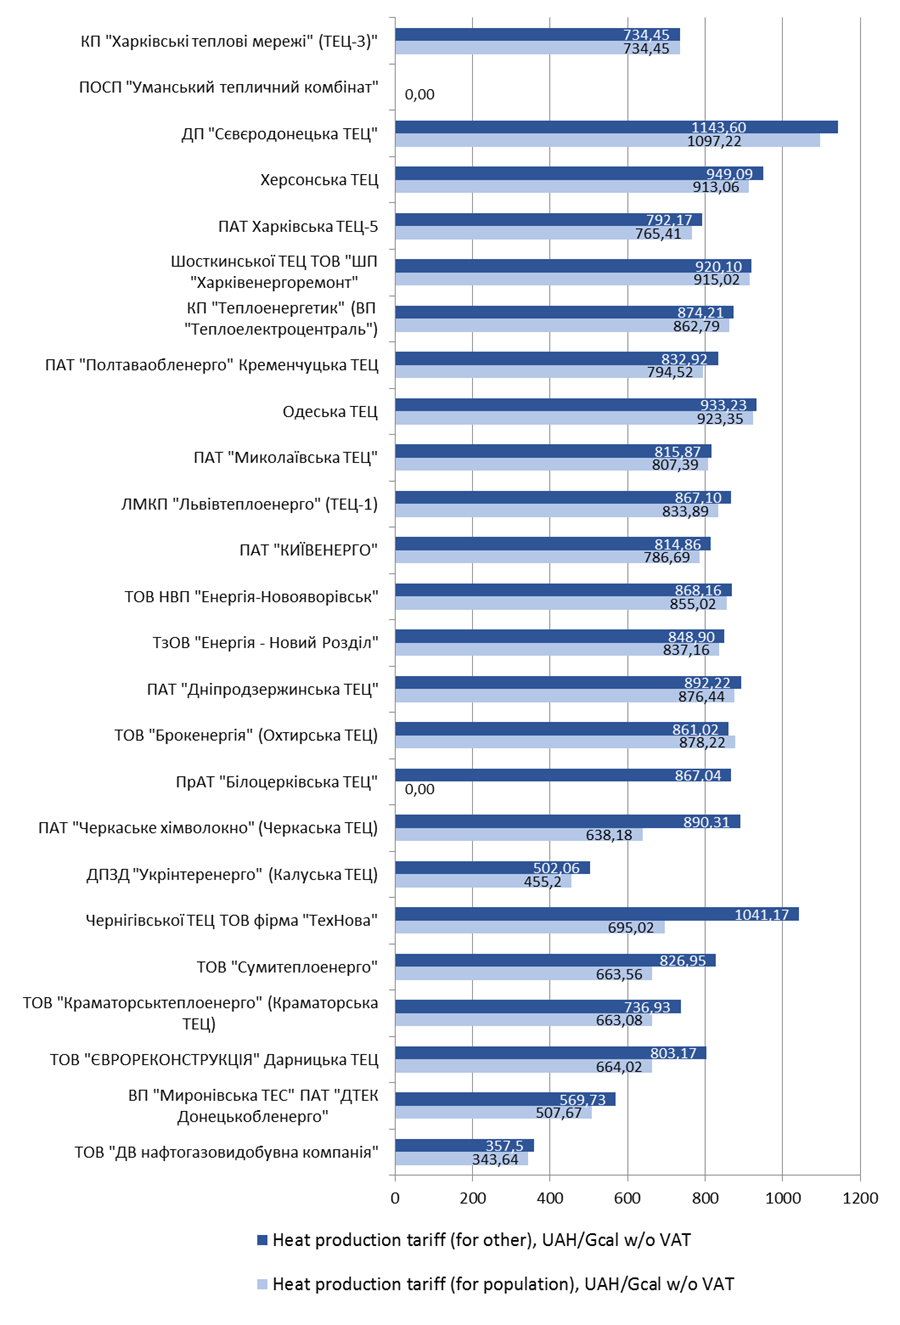 КП "Харківські теплові мережі" (ТЕЦ-3)"
734,45
734,45
ПОСП "Уманський тепличний комбінат"
0,00
ДП "Сєвєродонецька ТЕЦ"
1143,60
1097,22
Херсонська ТЕЦ
949,09
913,06
ПАТ Харківська ТЕЦ-5
792,17
765,41
Шосткинської ТЕЦ ТОВ "ШП
"Харківенергоремонт"
920,10
915,02
КП "Теплоенергетик" (ВП
"Теплоелектроцентраль")
874,21
862,79
ПАТ "Полтаваобленерго" Кременчуцька ТЕЦ
832,92
794,52
Одеська ТЕЦ
933,23
923,35
ПАТ "Миколаївська ТЕЦ"
815,87
807,39
ЛМКП "Львівтеплоенерго" (ТЕЦ-1)
867,10
833,89
ПАТ "КИЇВЕНЕРГО"
814,86
786,69
ТОВ НВП "Енергія-Новояворівськ"
868,16
855,02
ТзОВ "Енергія - Новий Розділ"
848,90
837,16
ПАТ "Дніпродзержинська ТЕЦ"
892,22
876,44
ТОВ "Брокенергія" (Охтирська ТЕЦ)
861,02
878,22
ПрАТ "Білоцерківська ТЕЦ"
867,04
0,00
ПАТ "Черкаське хімволокно" (Черкаська ТЕЦ)
890,31
638,18
ДПЗД "Укрінтеренерго" (Калуська ТЕЦ)
502,06
455,2
Чернігівської ТЕЦ ТОВ фірма "ТехНова"
1041,17
695,02
ТОВ "Сумитеплоенерго"
826,95
663,56
ТОВ "Краматорськтеплоенерго" (Краматорська
ТЕЦ)
736,93
663,08
ТОВ "ЄВРОРЕКОНСТРУКЦІЯ" Дарницька ТЕЦ
803,17
664,02
ВП "Миронівська ТЕС" ПАТ "ДТЕК
Донецькобленерго"
569,73
507,67
ТОВ "ДВ нафтогазовидобувна компанія"
357,5
343,64
0 200 400 600 800 1000 1200
Heat production tariff (for other), UAH/Gcal w/o VAT
Heat production tariff (for population), UAH/Gcal w/o VAT